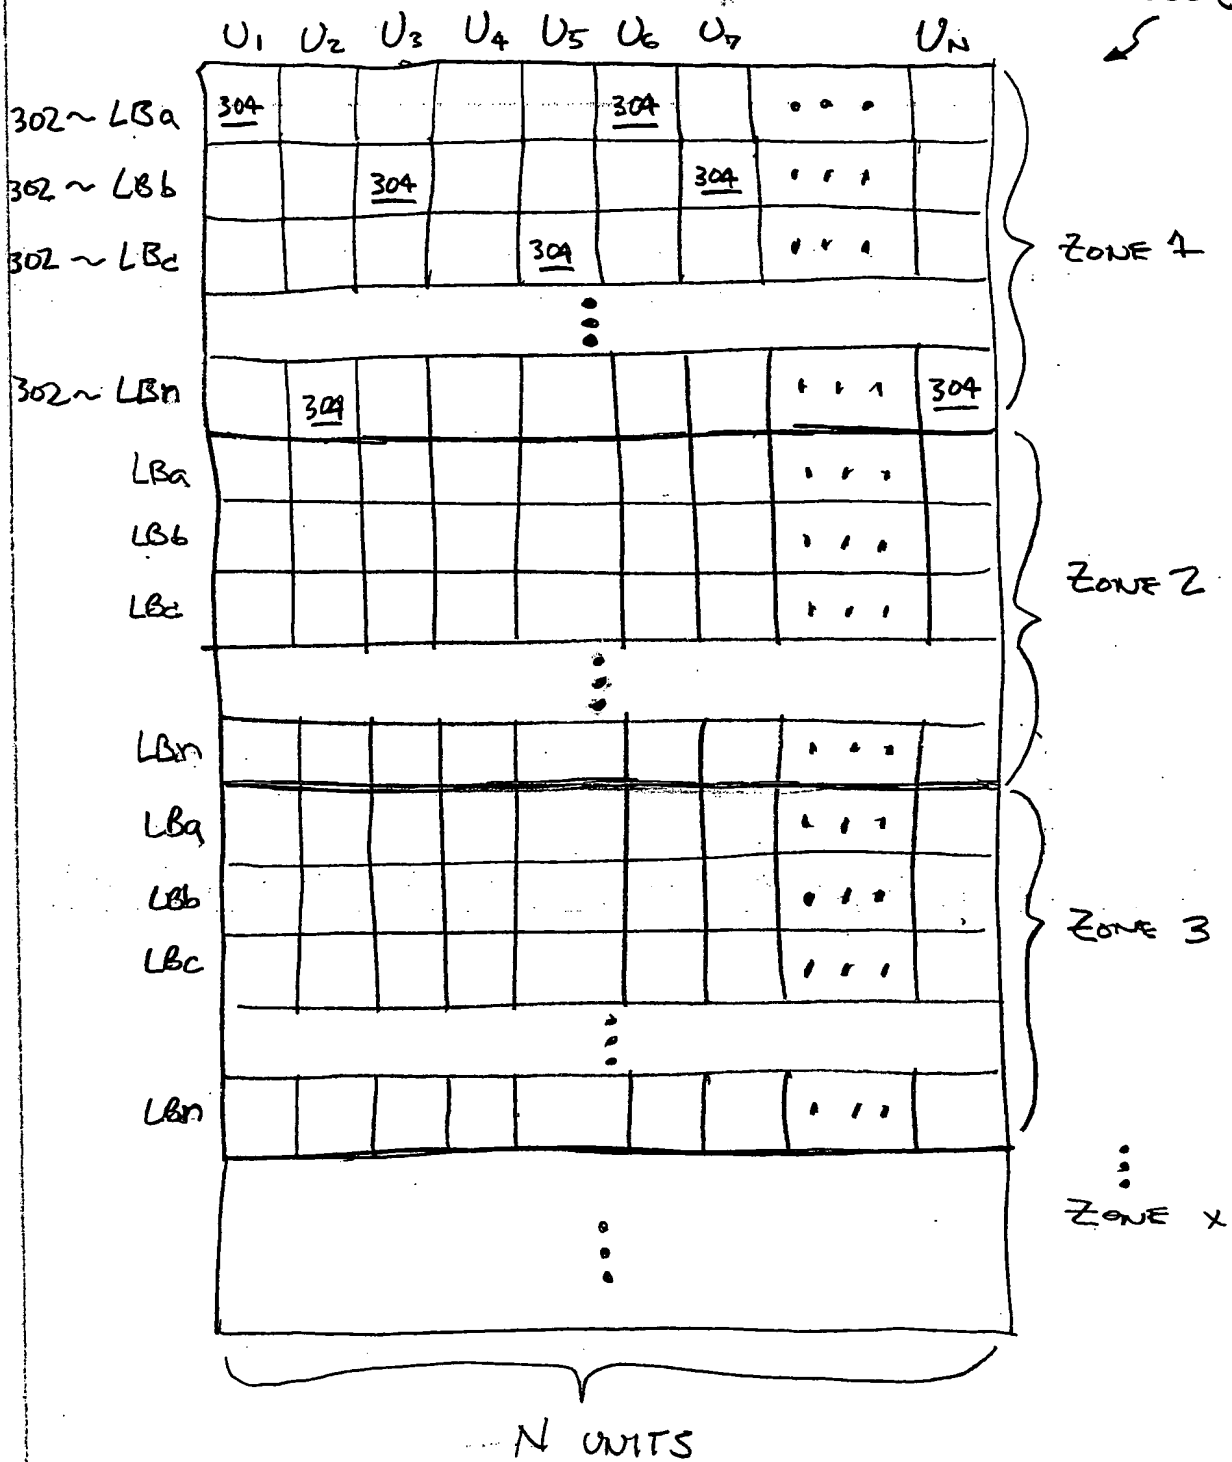 U1 U2 U3 U4 U5 U6 U7 UN
302~ LBa 304 304 • • •
302 ~ LBb 304 304 • • •
302 ~ LBc 304 • • •
ZONE 1
302~ LBn 304 • • • 304
LBa • • •
LBb • • •
LBc • • •
ZONE 2
LBn • • •
LBa • • •
LBb • • •
LBc • • •
ZONE 3
LBn • • •
ZONE X
N UNITS